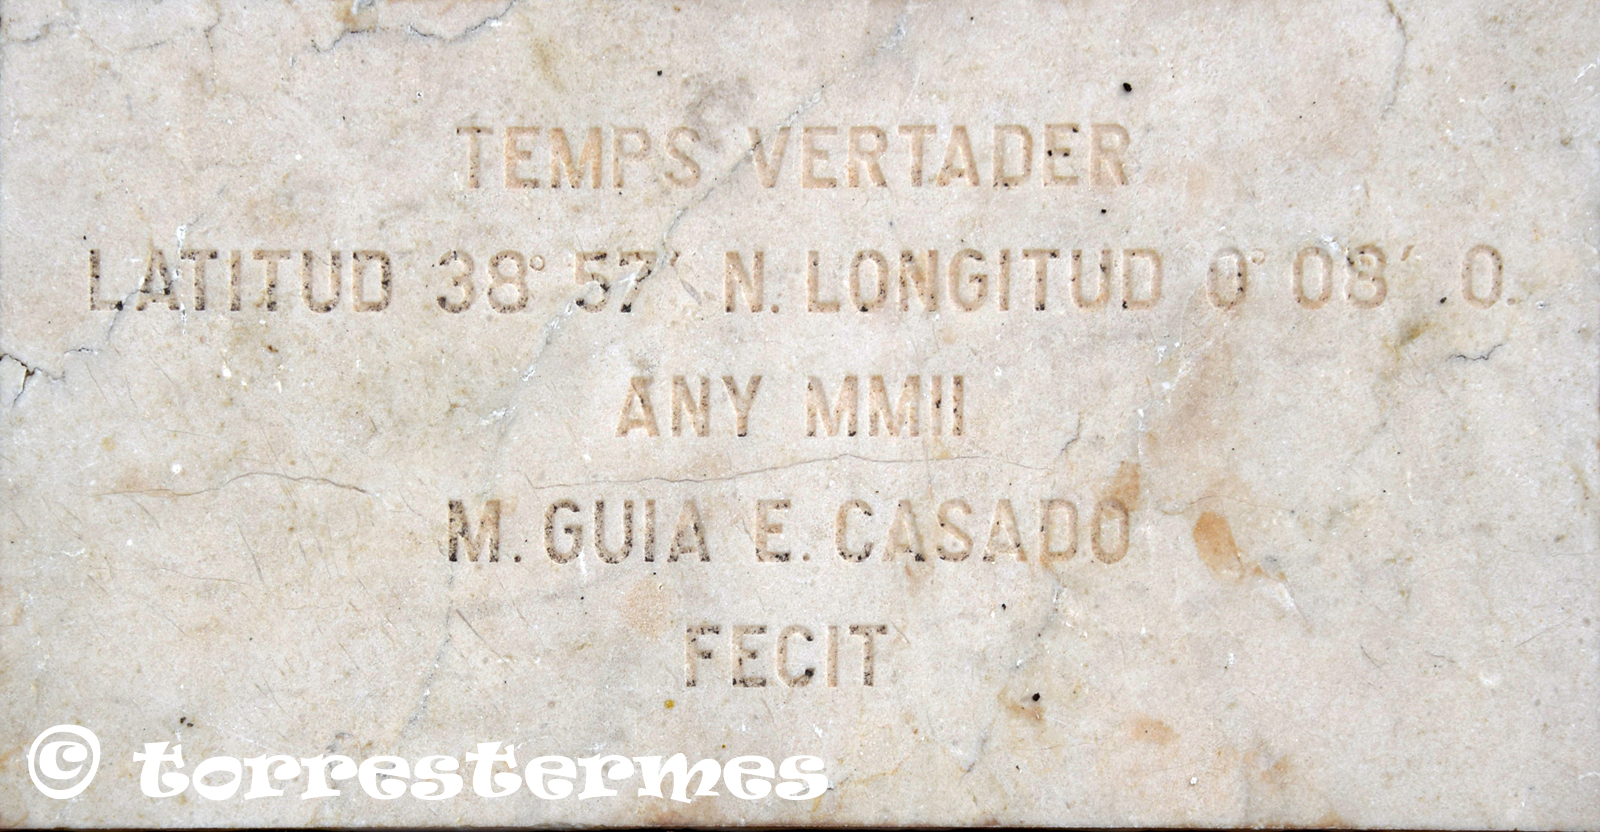 TEMPS VERTADER
LATITUD 38° 57' N. LONGITUD 0° 08' O.
ANY MMII
M. GUIA E. CASADO
FECIT
© torrestermes